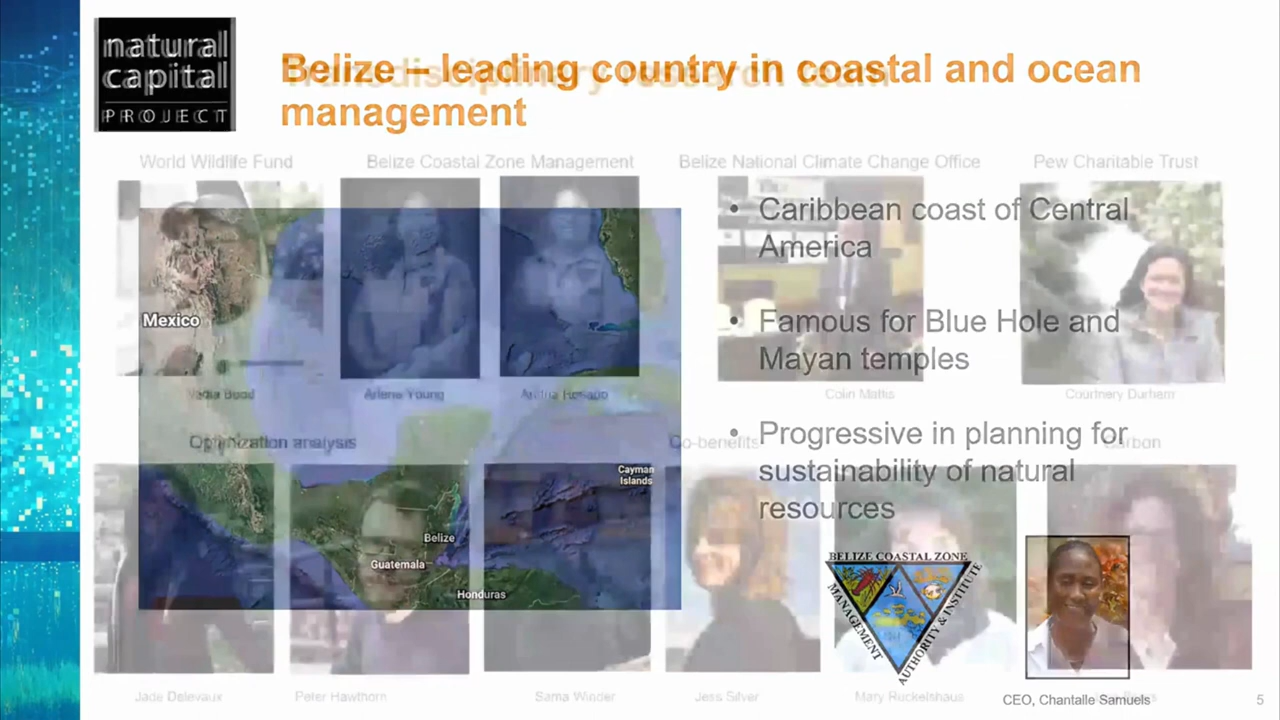 natural
capital
PROJECT
Belize – leading country in coastal and ocean
management
Transdisciplinary research team
World Wildlife Fund
Belize Coastal Zone Management
Belize National Climate Change Office
Pew Charitable Trust
• Caribbean coast of Central
America
• Famous for Blue Hole and
Mayan temples
• Progressive in planning for
sustainability of natural
resources
Mexico
Cayman
Islands
Belize
Guatemala
Honduras
Arlene Young
Colin Mattis
Courtney Durham
Optimization analysis
Co-benefits
Carbon
BELIZE COASTAL ZONE
MANAGEMENT
AUTHORITY & INSTITUTE
Jade Delevaux
Peter Hawthorn
Sama Winder
Jess Silver
Mary Ruckelshaus
CEO, Chantalle Samuels
5